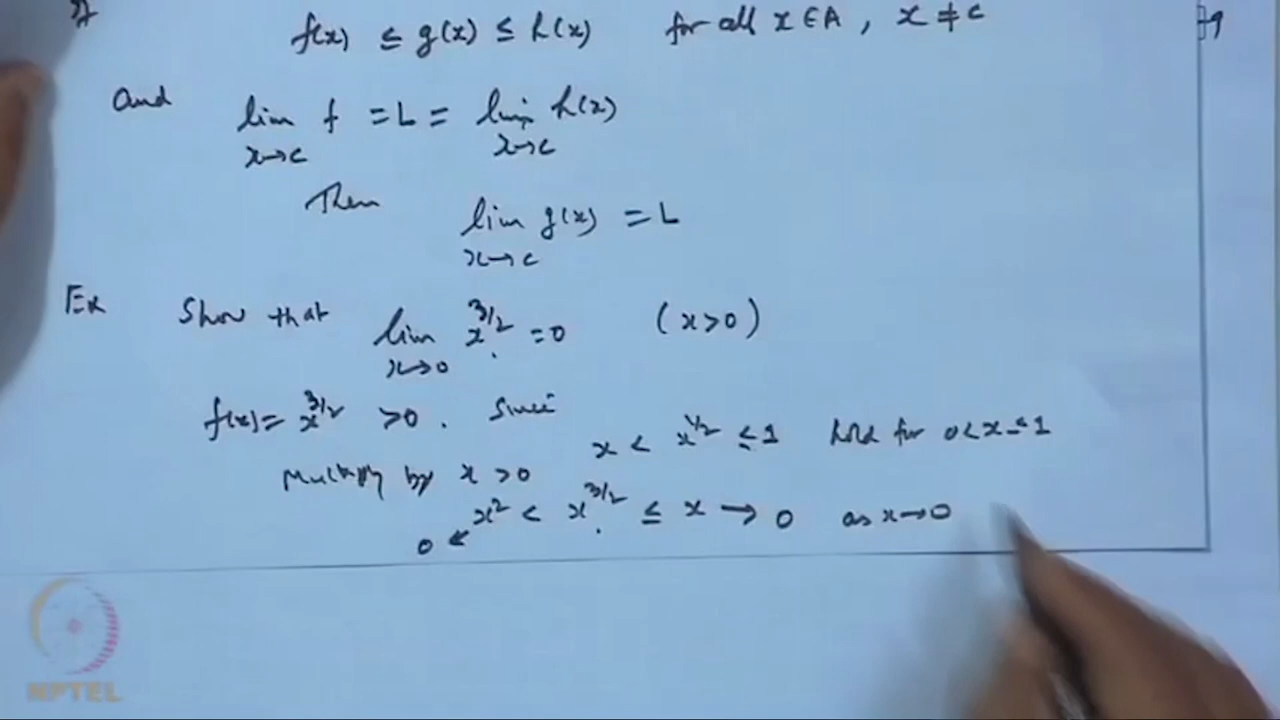 If
f(x) ≤ g(x) ≤ h(x) for all x ∈ A , x ≠ c
And lim f = L = lim h(x)
x→c x→c
Then lim g(x) = L
x→c
Ex Show that lim x^{3/2} = 0 (x>0)
x→0
f(x) = x^{3/2} >0 . Since
x < x^{1/2} ≤ 1 hold for 0<x≤1
Multiply by x >0
x^2 < x^{3/2} ≤ x → 0 as x→0
0 ←
NPTEL